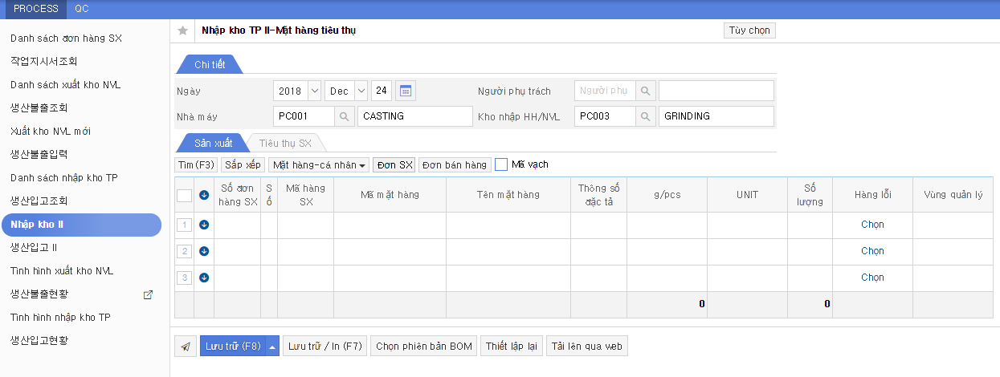 PROCESS QC
Danh sách đơn hàng SX
작업지시서조회
Danh sách xuất kho NVL
생산불출조회
Xuất kho NVL mới
생산불출입력
Danh sách nhập kho TP
생산입고조회
Nhập kho II
생산입고 II
Tình hình xuất kho NVL
생산불출현황
Tình hình nhập kho TP
생산입고현황
Nhập kho TP II-Mặt hàng tiêu thụ
Tùy chọn
Chi tiết
Ngày 2018 Dec 24 Người phụ trách Người phụ
Nhà máy PC001 CASTING Kho nhập HH/NVL PC003 GRINDING
Sản xuất Tiêu thụ SX
Tìm (F3) Sắp xếp Mặt hàng-cá nhân Đơn SX Đơn bán hàng Mã vạch
Số đơn hàng SX Số Mã hàng SX Mã mặt hàng Tên mặt hàng Thông số đặc tả g/pcs UNIT Số lượng Hàng lỗi Vùng quản lý
1 Chọn
2 Chọn
3 Chọn
0 0
Lưu trữ (F8) Lưu trữ / In (F7) Chọn phiên bản BOM Thiết lập lại Tải lên qua web